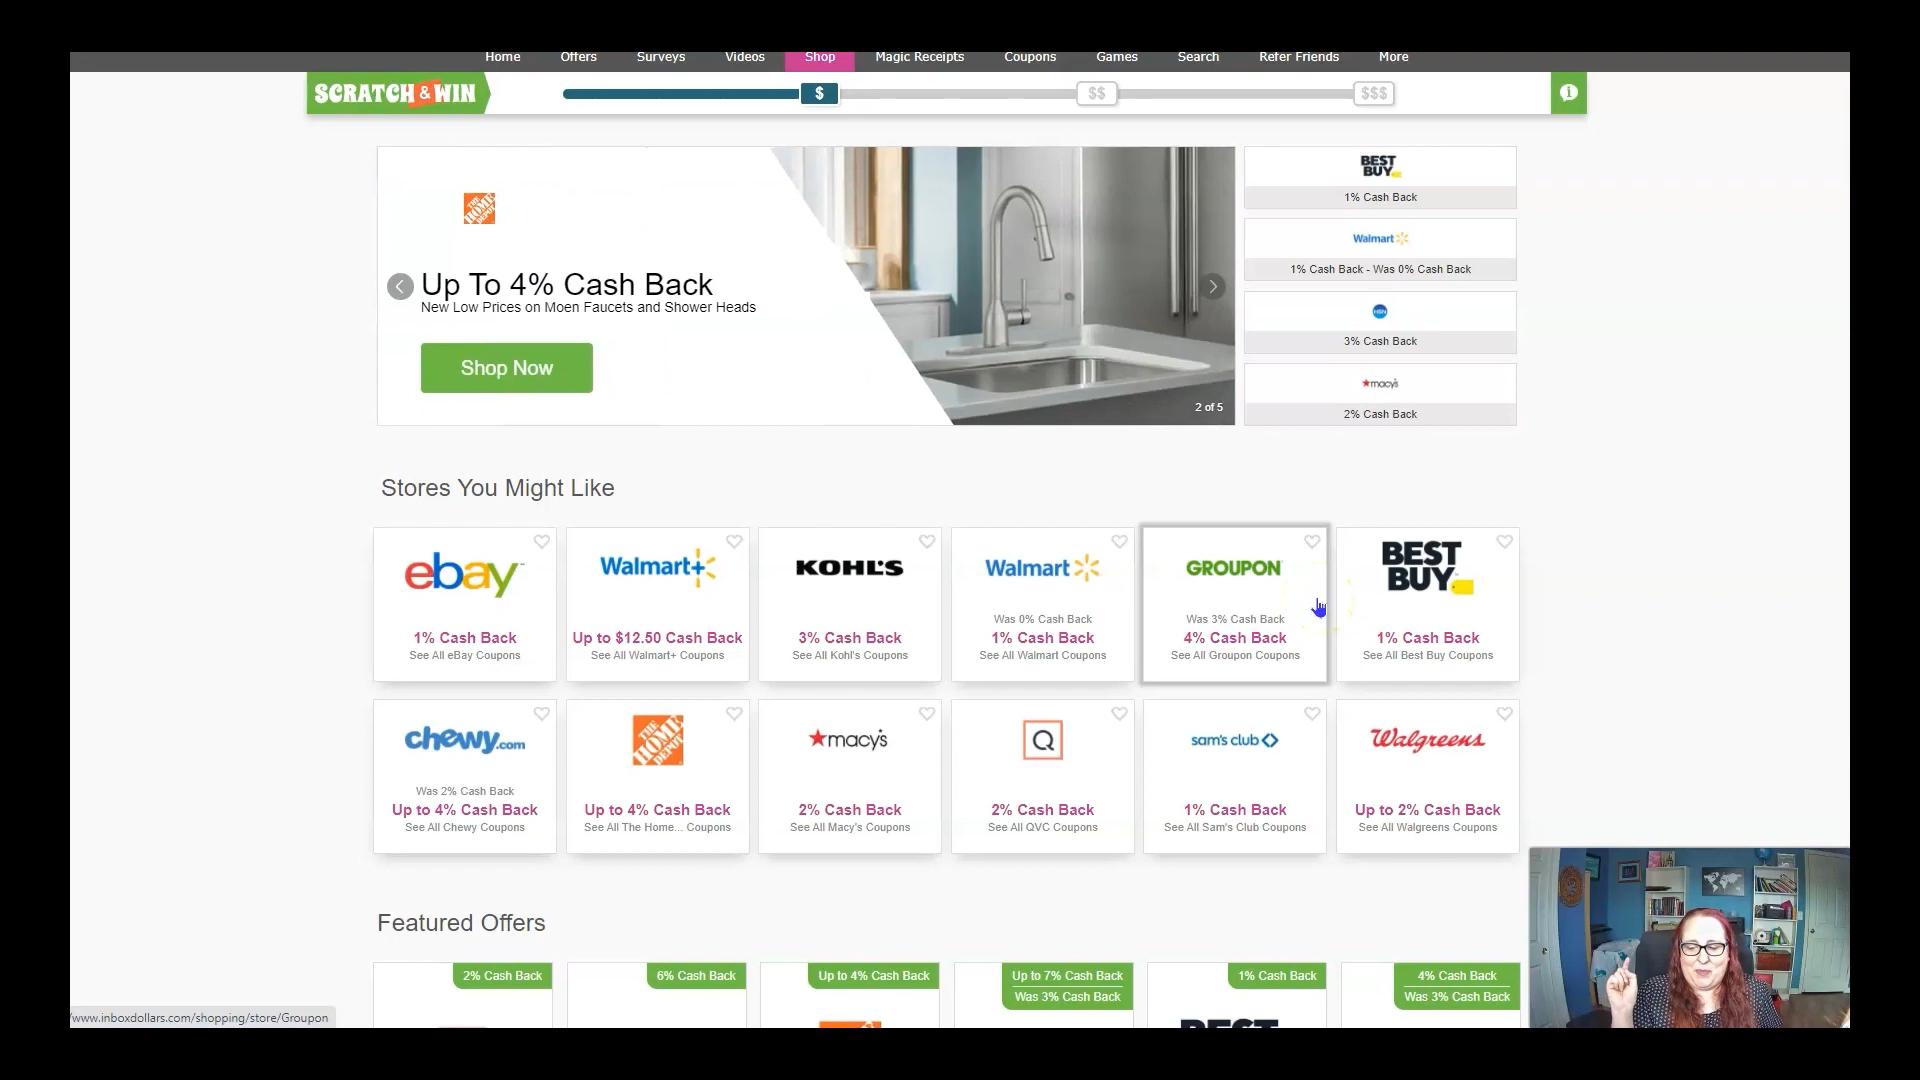 Home Offers Surveys Videos Shop Magic Receipts Coupons Games Search Refer Friends More
SCRATCH & WIN
$ $$ $$$
THE HOME DEPOT
Up To 4% Cash Back
New Low Prices on Moen Faucets and Shower Heads
Shop Now
2 of 5
BEST BUY
1% Cash Back
Walmart
1% Cash Back - Was 0% Cash Back
HSN
3% Cash Back
macy's
2% Cash Back
Stores You Might Like
ebay™
1% Cash Back
See All eBay Coupons
Walmart+
Up to $12.50 Cash Back
See All Walmart+ Coupons
KOHL'S
3% Cash Back
See All Kohl's Coupons
Walmart
Was 0% Cash Back
1% Cash Back
See All Walmart Coupons
GROUPON
Was 3% Cash Back
4% Cash Back
See All Groupon Coupons
BEST BUY
1% Cash Back
See All Best Buy Coupons
chewy.com
Was 2% Cash Back
Up to 4% Cash Back
See All Chewy Coupons
THE HOME DEPOT
Up to 4% Cash Back
See All The Home... Coupons
macy's
2% Cash Back
See All Macy's Coupons
Q
2% Cash Back
See All QVC Coupons
sam's club
1% Cash Back
See All Sam's Club Coupons
Walgreens
Up to 2% Cash Back
See All Walgreens Coupons
Featured Offers
2% Cash Back
6% Cash Back
Up to 4% Cash Back
Up to 7% Cash Back
Was 3% Cash Back
1% Cash Back
BEST
4% Cash Back
Was 3% Cash Back
/www.inboxdollars.com/shopping/store/Groupon